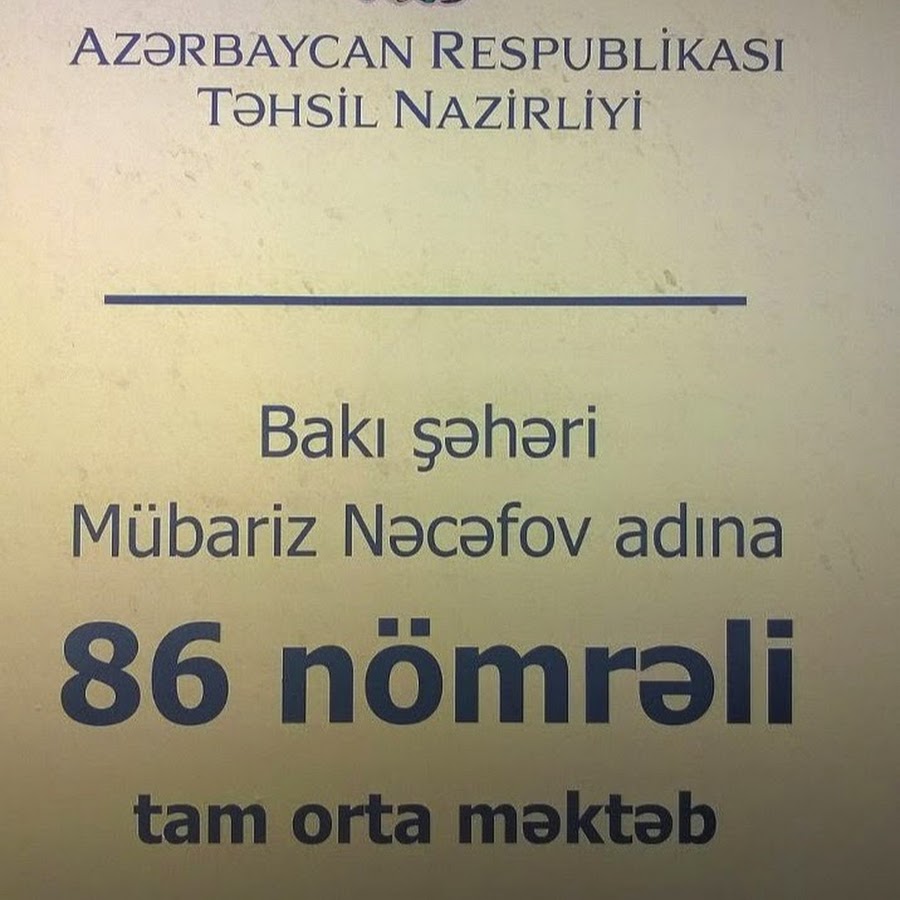 AZƏRBAYCAN RESPUBLİKASI
TƏHSİL NAZİRLİYİ
Bakı şəhəri
Mübariz Nəcəfov adına
86 nömrəli
tam orta məktəb